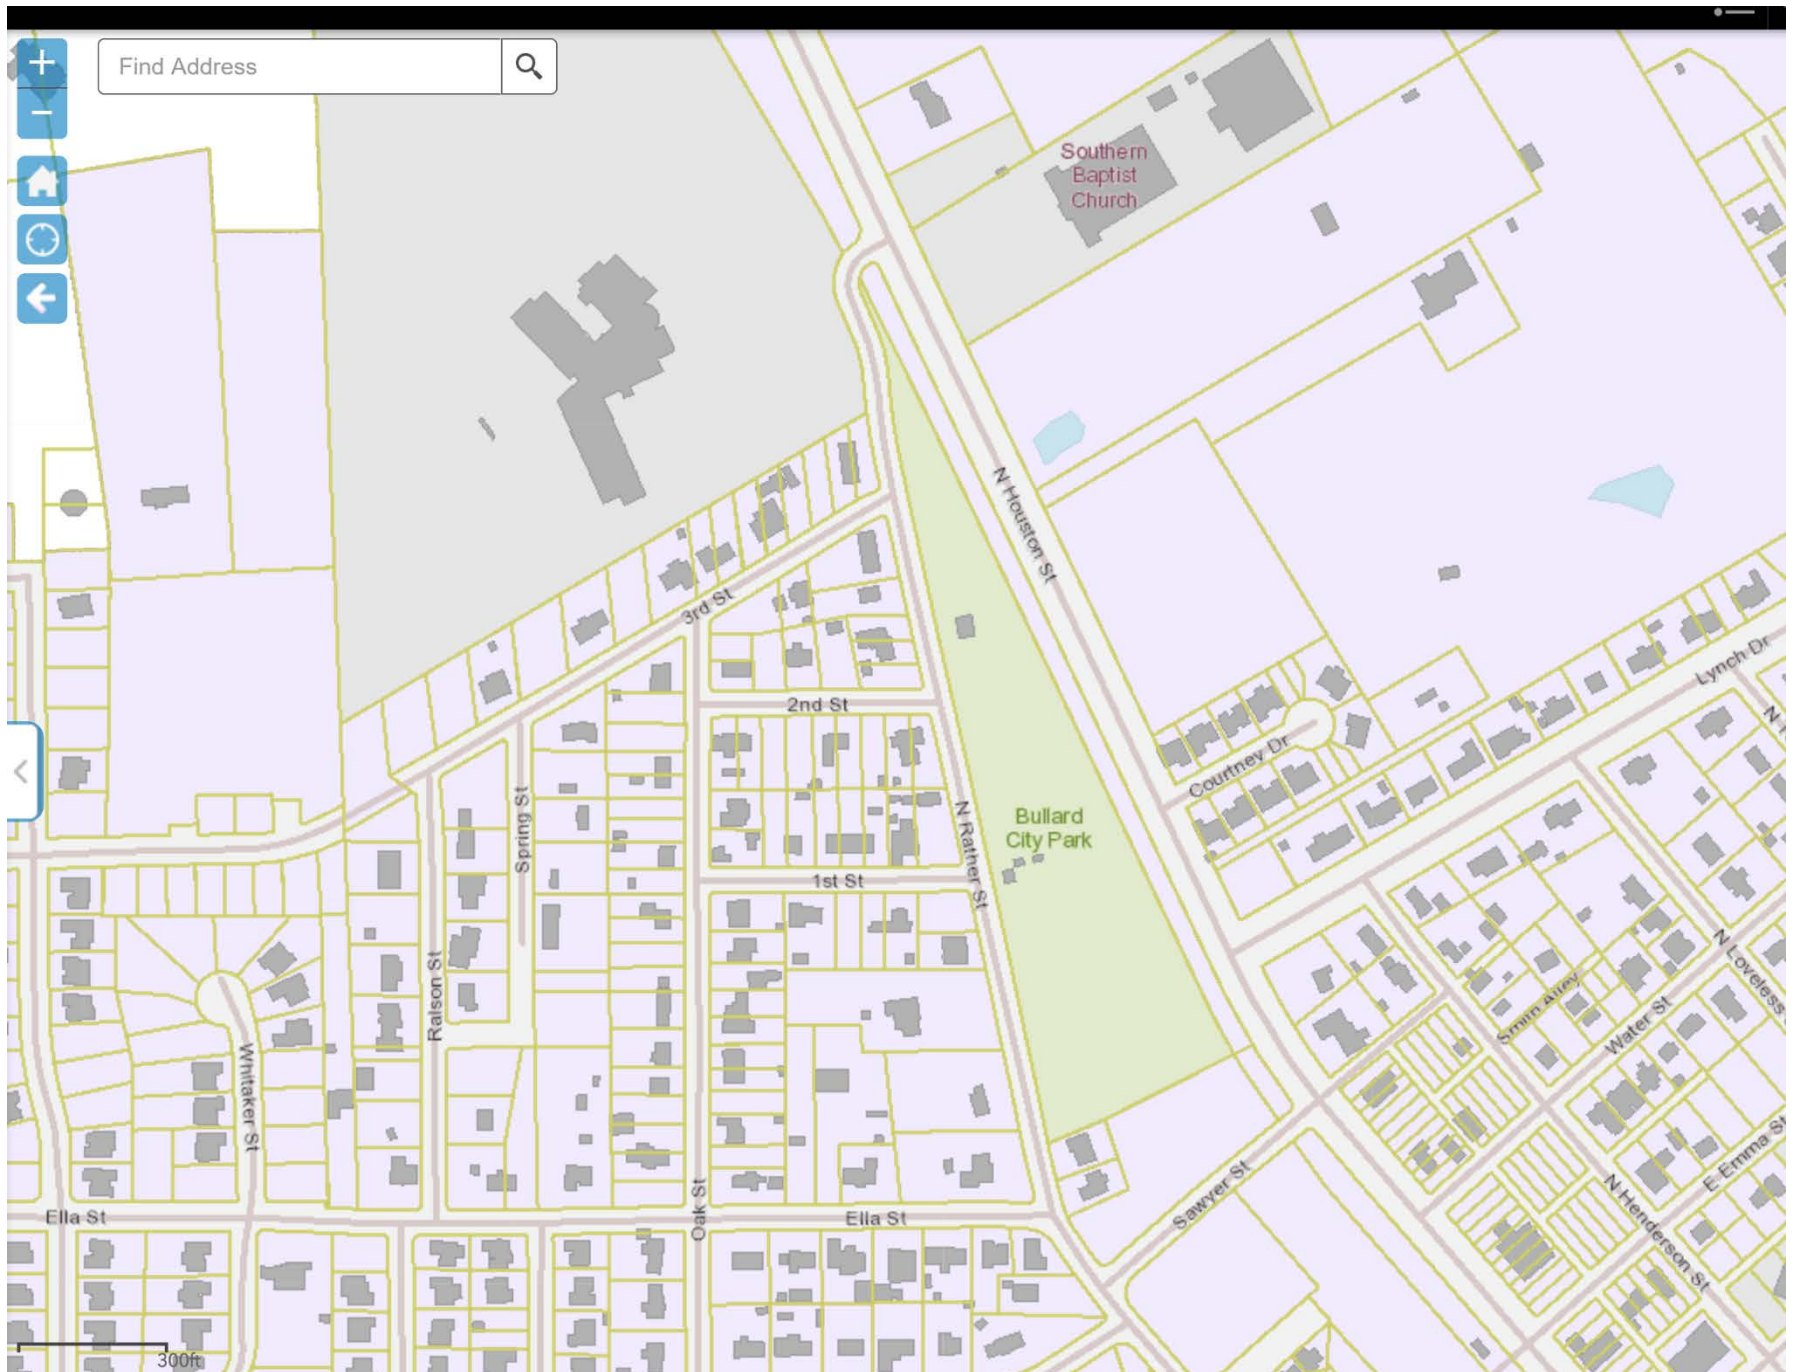 Find Address
Southern
Baptist
Church
N Houston St
3rd St
2nd St
Lynch Dr
Courtney Dr
Spring St
Bullard
City Park
N Rather St
1st St
Ralson St
N Loveless
Smith Alley
Water St
Whitaker St
E Emma St
Sawyer St
N Henderson St
Oak St
Ella St
Ella St
300ft